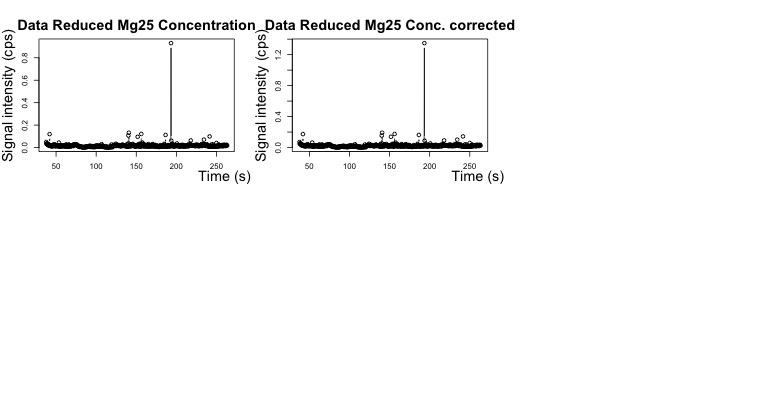 Data Reduced Mg25 Concentration
Signal intensity (cps)
0.0 0.2 0.4 0.6 0.8
50 100 150 200 250
Time (s)
Data Reduced Mg25 Conc. corrected
Signal intensity (cps)
0.0 0.4 0.8 1.2
50 100 150 200 250
Time (s)